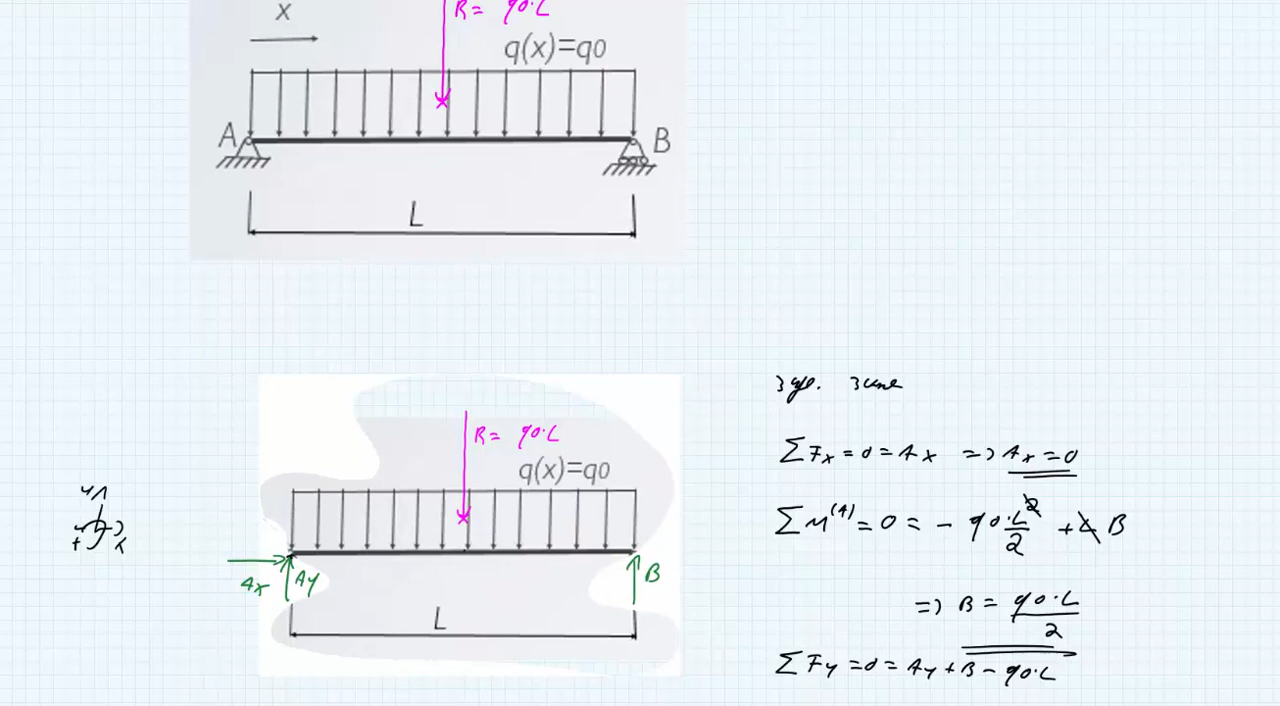 R = q0·L
x
q(x)=q0
A
B
L
R = q0·L
q(x)=q0
y
x
Ax
Ay
B
L
ΣFx = 0 = Ax => Ax = 0
ΣM^(A) = 0 = - q0·L²/2 + L B
=> B = q0·L/2
ΣFy = 0 = Ay + B - q0·L